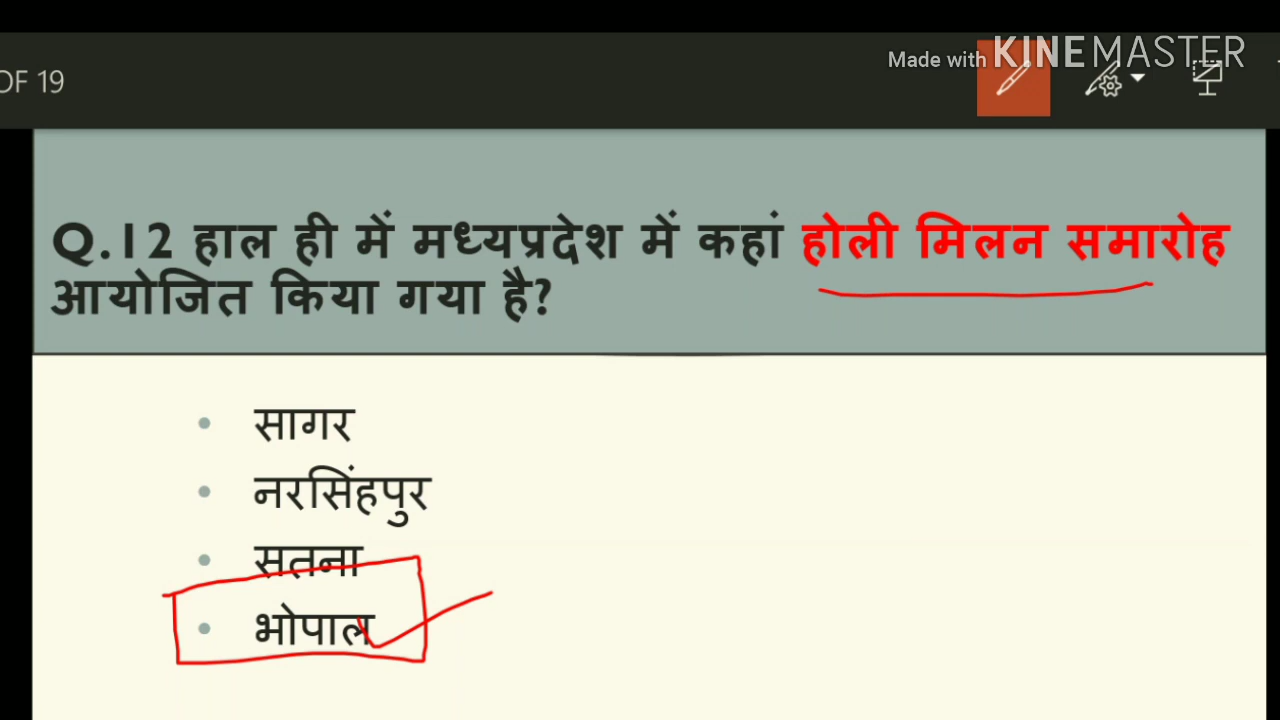 Made with KINEMASTER
OF 19
Q.12 हाल ही में मध्यप्रदेश में कहां होली मिलन समारोह
आयोजित किया गया है?
• सागर
• नरसिंहपुर
• सतना
• भोपाल